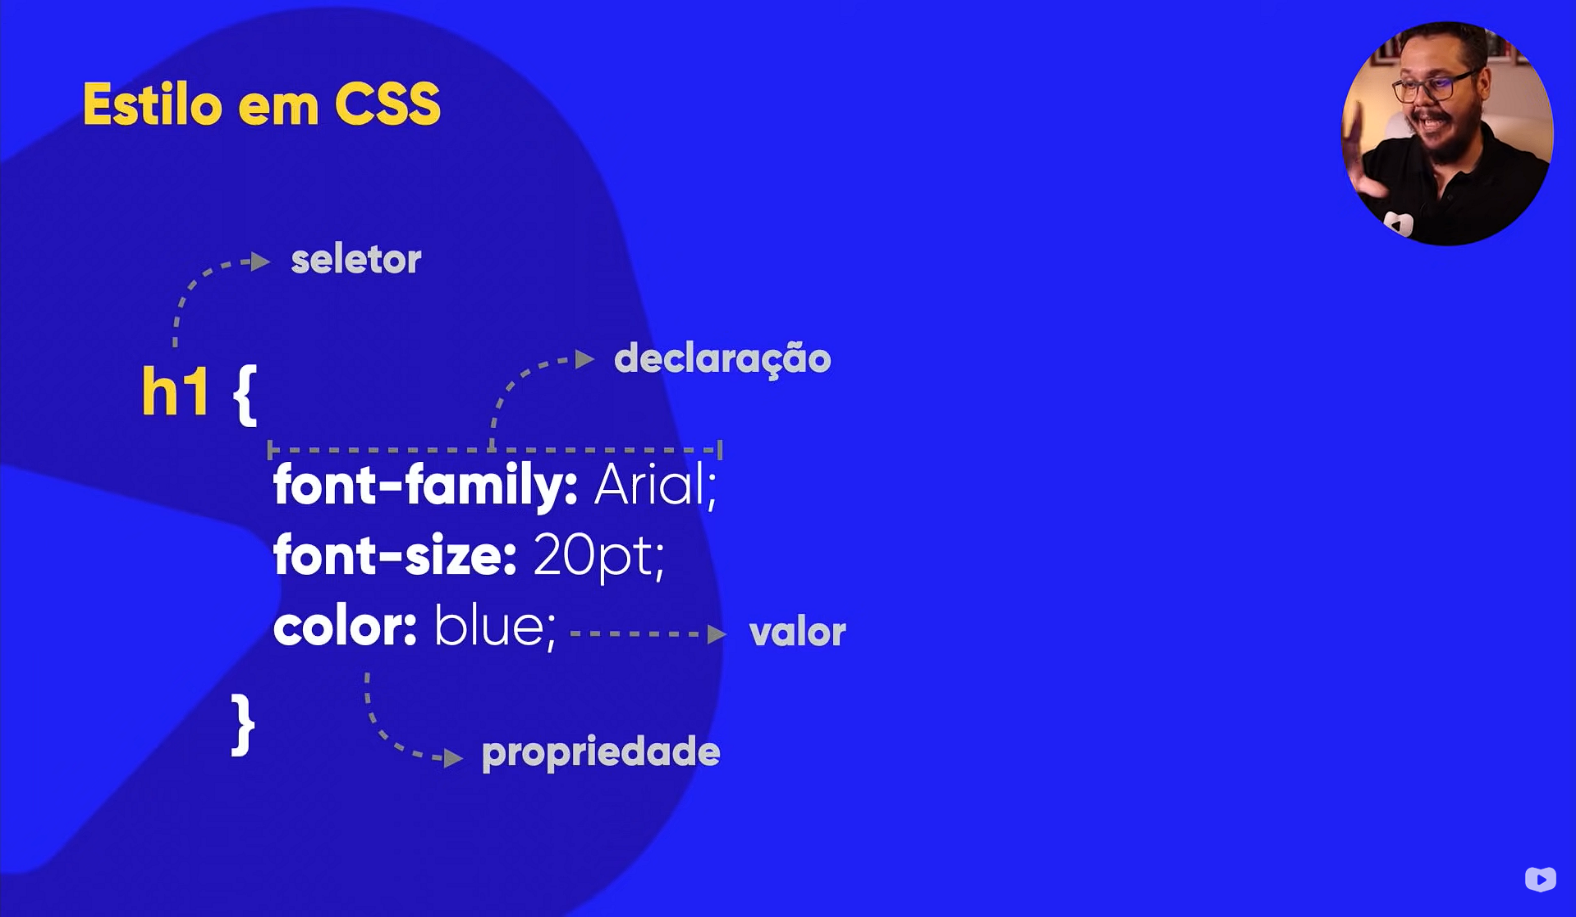 Estilo em CSS
seletor
declaração
h1 {
font-family: Arial;
font-size: 20pt;
color: blue;
valor
}
propriedade